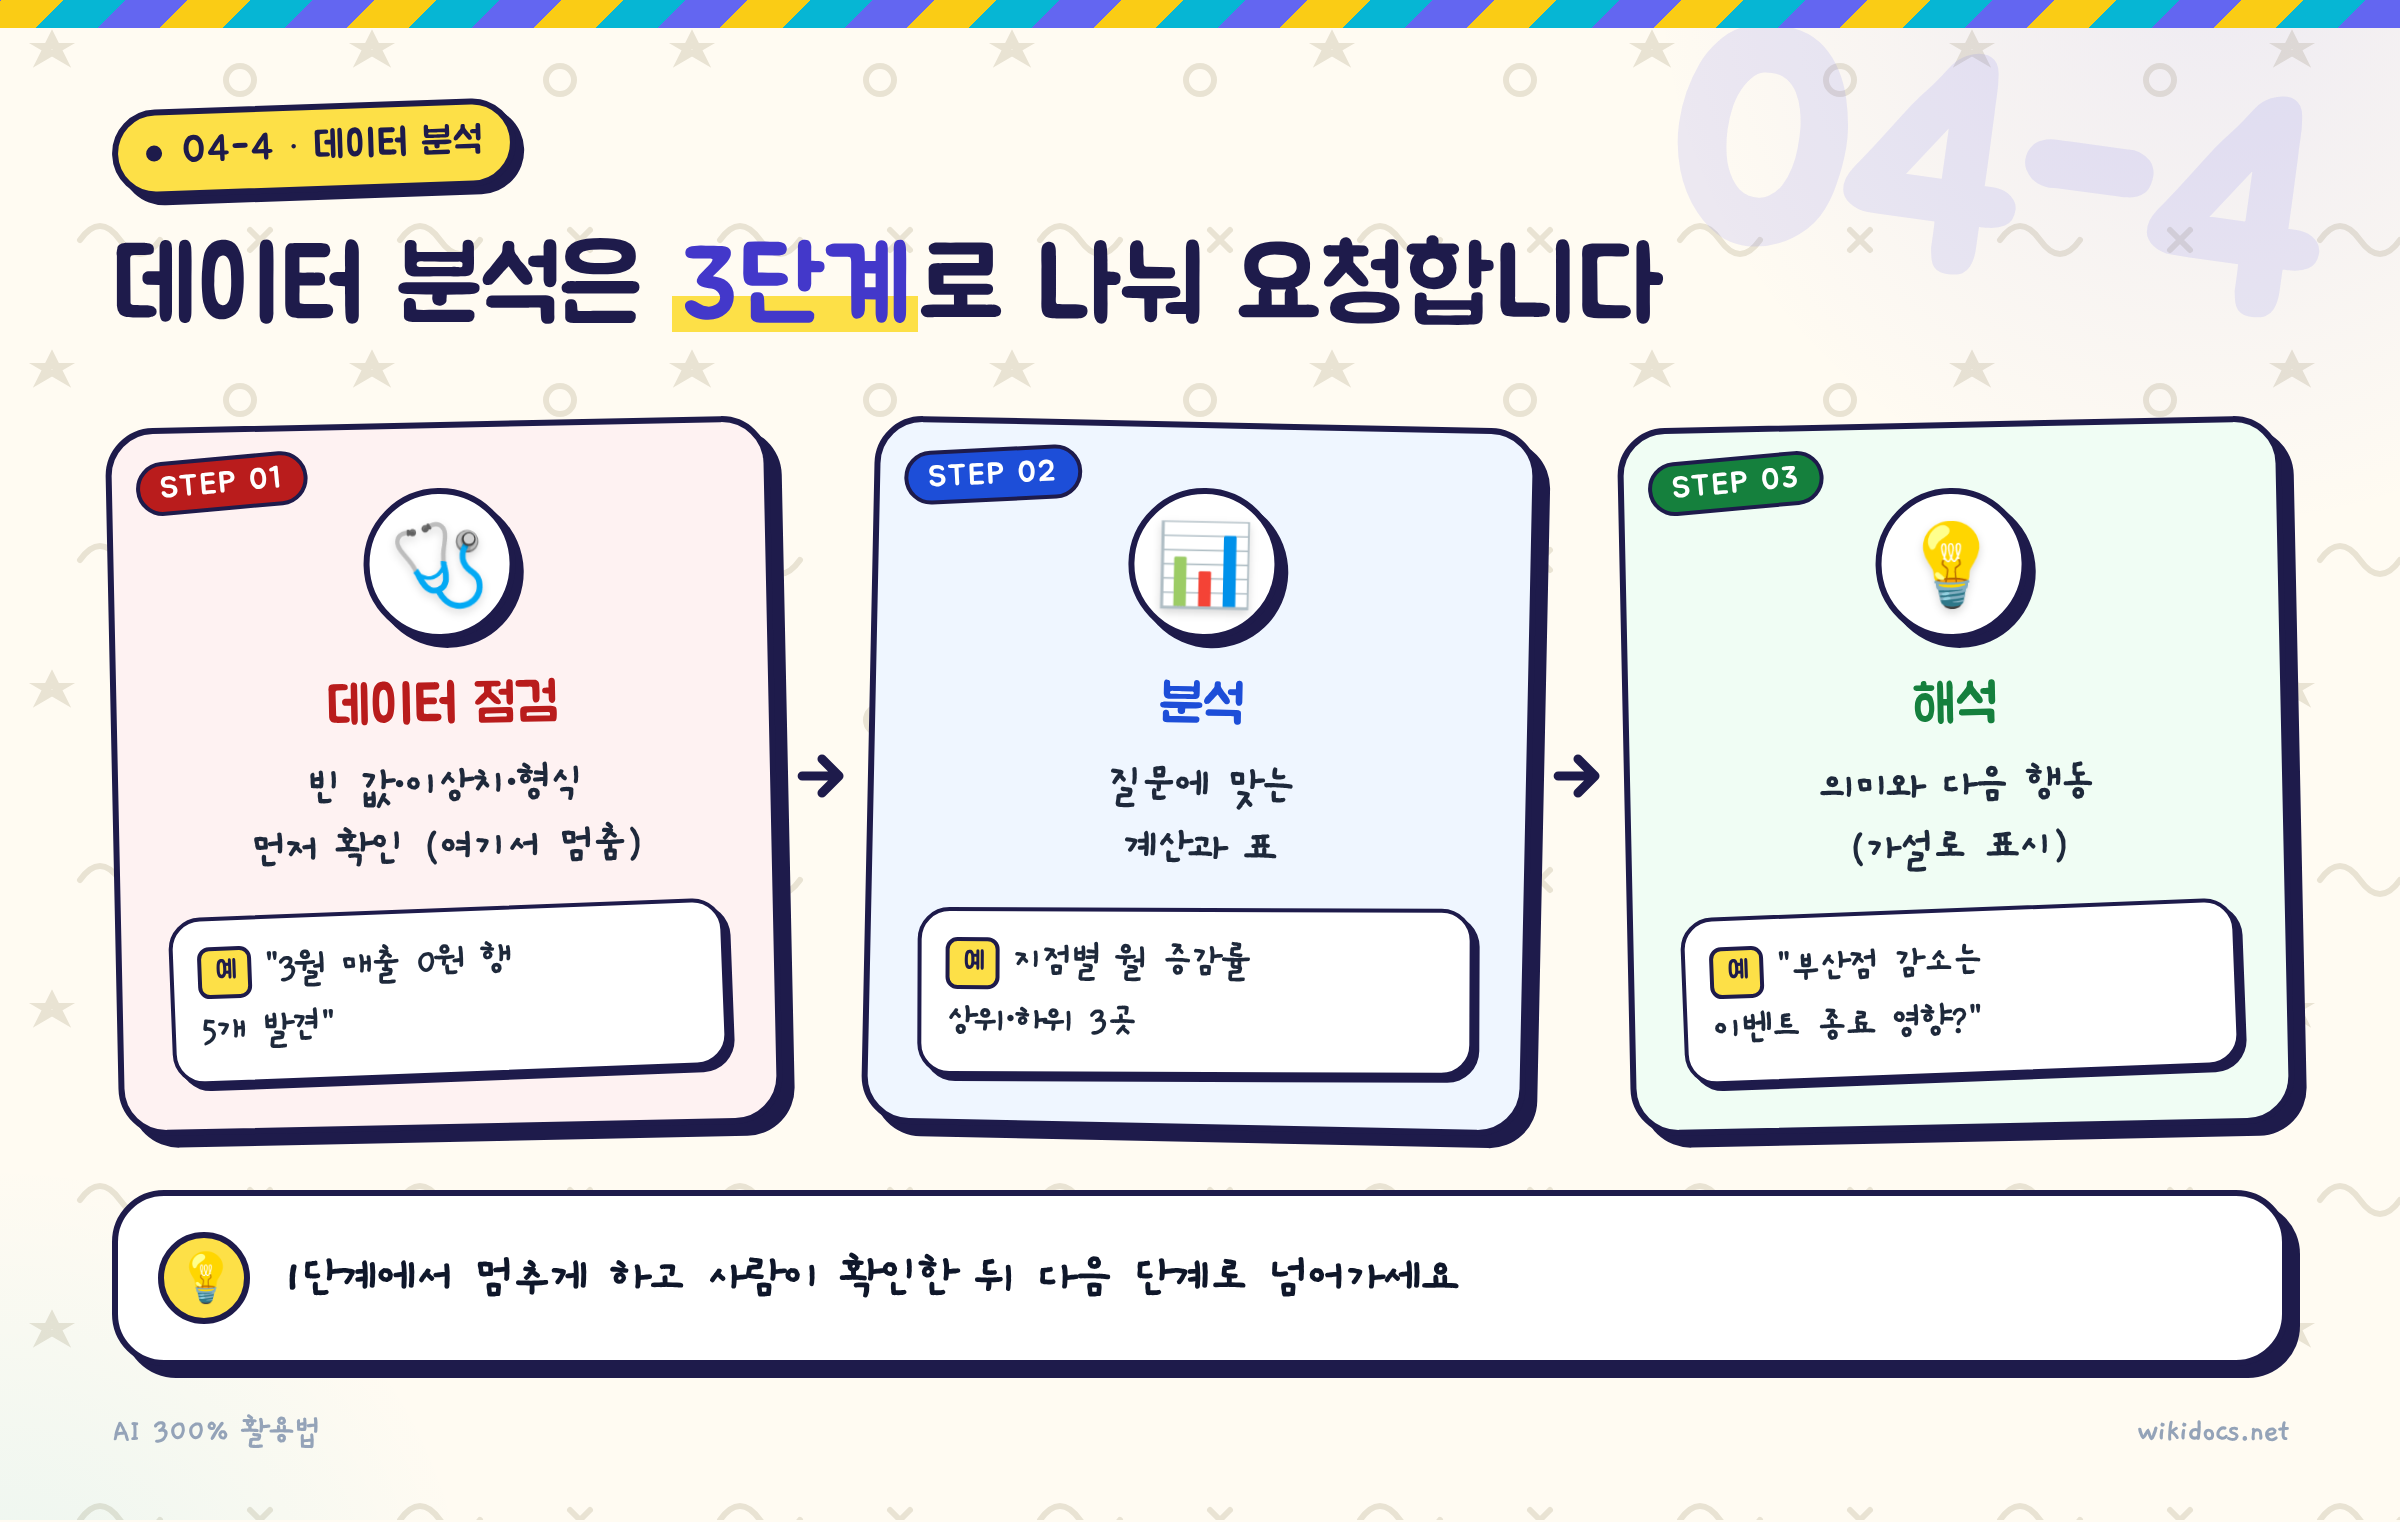 04-4
04-4 · 데이터 분석
데이터 분석은 3단계로 나눠 요청합니다
STEP 01
데이터 점검
빈 값·이상치·형식
먼저 확인 (여기서 멈춤)
예 "3월 매출 0원 행
5개 발견"
STEP 02
분석
질문에 맞는
계산과 표
예 지점별 월 증감률
상위·하위 3곳
STEP 03
해석
의미와 다음 행동
(가설로 표시)
예 "부산점 감소는
이벤트 종료 영향?"
1단계에서 멈추게 하고 사람이 확인한 뒤 다음 단계로 넘어가세요
AI 300% 활용법
wikidocs.net